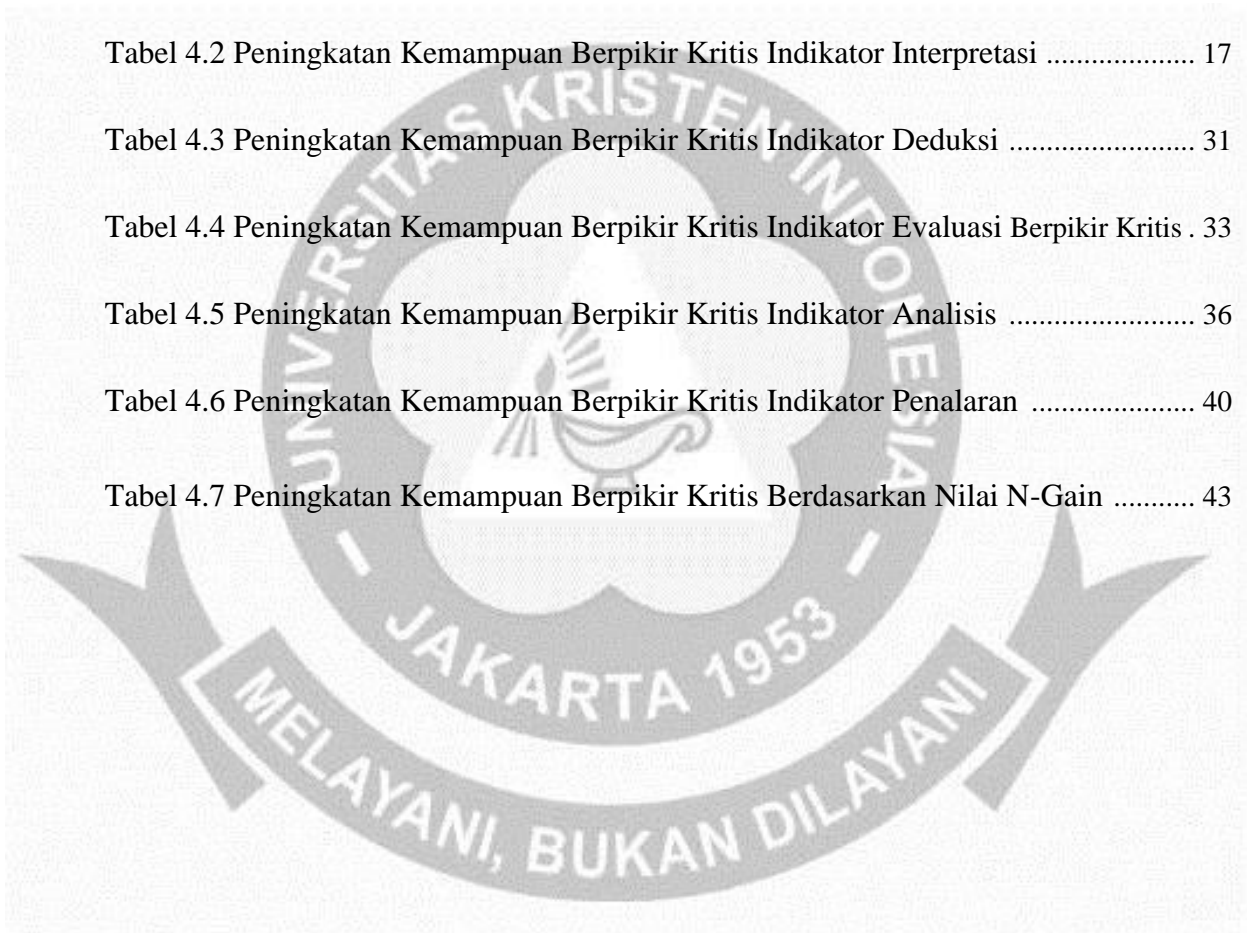 Tabel 4.2 Peningkatan Kemampuan Berpikir Kritis Indikator Interpretasi .................... 17
Tabel 4.3 Peningkatan Kemampuan Berpikir Kritis Indikator Deduksi ......................... 31
Tabel 4.4 Peningkatan Kemampuan Berpikir Kritis Indikator Evaluasi Berpikir Kritis . 33
Tabel 4.5 Peningkatan Kemampuan Berpikir Kritis Indikator Analisis ......................... 36
Tabel 4.6 Peningkatan Kemampuan Berpikir Kritis Indikator Penalaran ...................... 40
Tabel 4.7 Peningkatan Kemampuan Berpikir Kritis Berdasarkan Nilai N-Gain ........... 43
UNIVERSITAS KRISTEN INDONESIA
- JAKARTA 1953 -
MELAYANI, BUKAN DILAYANI